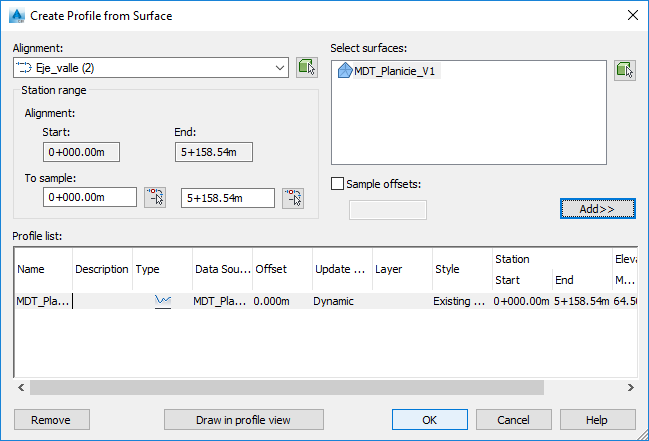 Create Profile from Surface
Alignment:
Eje_valle (2)
Select surfaces:
MDT_Planicie_V1
Station range
Alignment:
Start: End:
0+000.00m 5+158.54m
To sample:
0+000.00m 5+158.54m
Sample offsets:
Add>>
Profile list:
Name Description Type Data Sou... Offset Update ... Layer Style Station Start End Eleva M...
MDT_Pla... MDT_Pla... 0.000m Dynamic Existing ... 0+000.00m 5+158.54m 64.50
Remove Draw in profile view OK Cancel Help